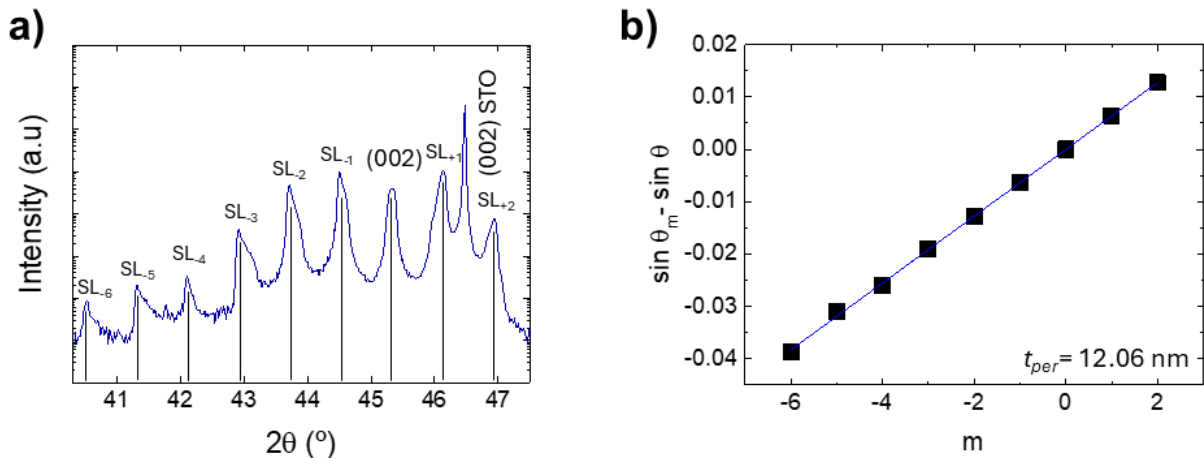 a)
Intensity (a.u)
SL-6
SL-5
SL-4
SL-3
SL-2
SL-1
(002)
SL+1
(002) STO
SL+2
41 42 43 44 45 46 47
2θ (º)
b)
0.02
0.01
0.00
-0.01
-0.02
-0.03
-0.04
sin θm- sin θ
tper= 12.06 nm
-6 -4 -2 0 2
m